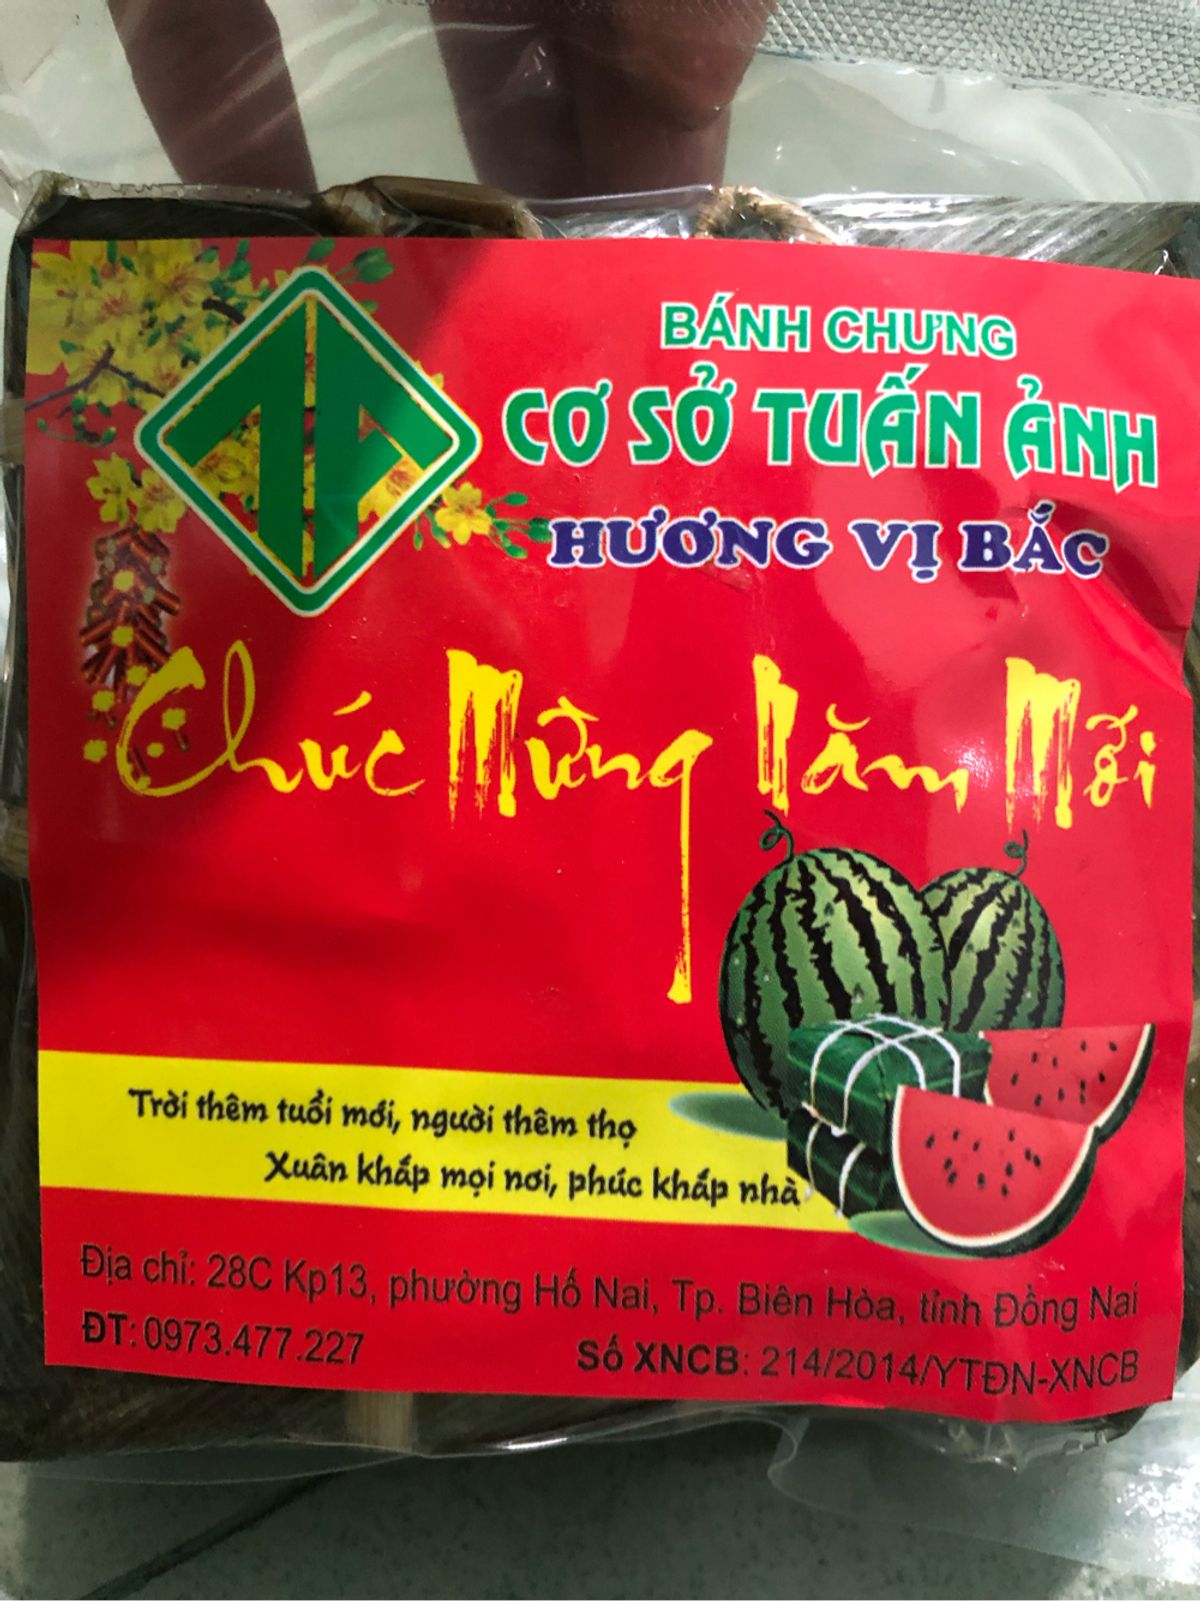 BÁNH CHƯNG
CƠ SỞ TUẤN ẢNH
HƯƠNG VỊ BẮC
Chúc Mừng Năm Mới
Trời thêm tuổi mới, người thêm thọ
Xuân khắp mọi nơi, phúc khắp nhà
Địa chỉ: 28C Kp13, phường Hố Nai, Tp. Biên Hòa, tỉnh Đồng Nai
ĐT: 0973.477.227 Số XNCB: 214/2014/YTĐN-XNCB